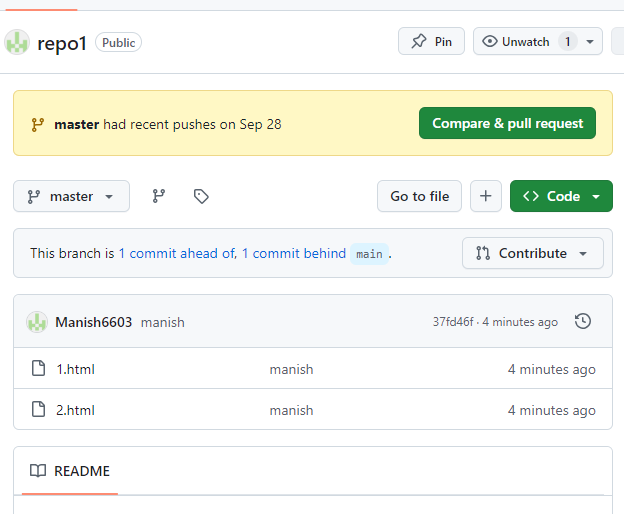 repo1 Public Pin Unwatch 1
master had recent pushes on Sep 28 Compare & pull request
master Go to file Code
This branch is 1 commit ahead of, 1 commit behind main . Contribute
Manish6603 manish 37fd46f · 4 minutes ago
1.html manish 4 minutes ago
2.html manish 4 minutes ago
README